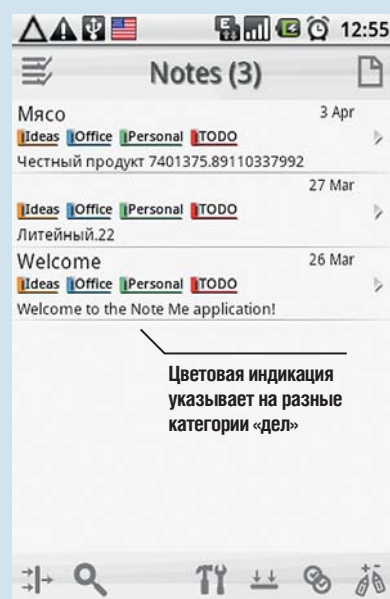 12:55
Notes (3)
Мясо 3 Apr
Ideas Office Personal TODO
Честный продукт 7401375.89110337992
27 Mar
Ideas Office Personal TODO
Литейный.22
Welcome 26 Mar
Ideas Office Personal TODO
Welcome to the Note Me application!
Цветовая индикация
указывает на разные
категории «дел»